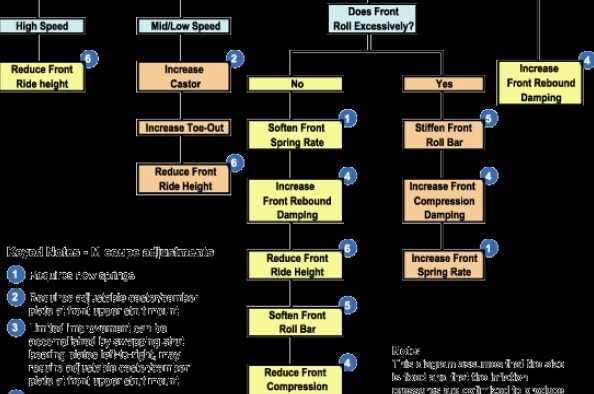 Does Front
Roll Excessively?
High Speed
Mid/Low Speed
6
Reduce Front
Ride height
2
Increase
Castor
No
Yes
4
Increase
Front Rebound
Damping
Increase Toe-Out
1
Soften Front
Spring Rate
5
Stiffen Front
Roll Bar
6
Reduce Front
Ride Height
4
Increase
Front Rebound
Damping
4
Increase Front
Compression
Damping
6
Reduce Front
Ride Height
1
Increase Front
Spring Rate
5
Soften Front
Roll Bar
4
Reduce Front
Compression
Keyed Notes - M coupe adjustments
1 Requires new springs
2 Requires adjustable castor/camber
plate at front upper strut mount
3 Limited improvement can be
accomplished by swapping strut
bearing plates left-to-right, may
require adjustable castor/camber
plate at front upper strut mount
Note:
This diagram assumes that tire size
is fixed and that tire inflation
pressures are optimized to produce